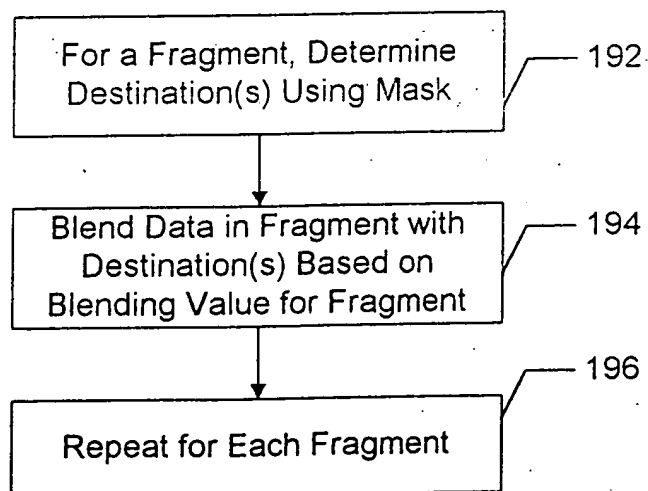 For a Fragment, Determine
Destination(s) Using Mask
192
Blend Data in Fragment with
Destination(s) Based on
Blending Value for Fragment
194
Repeat for Each Fragment
196